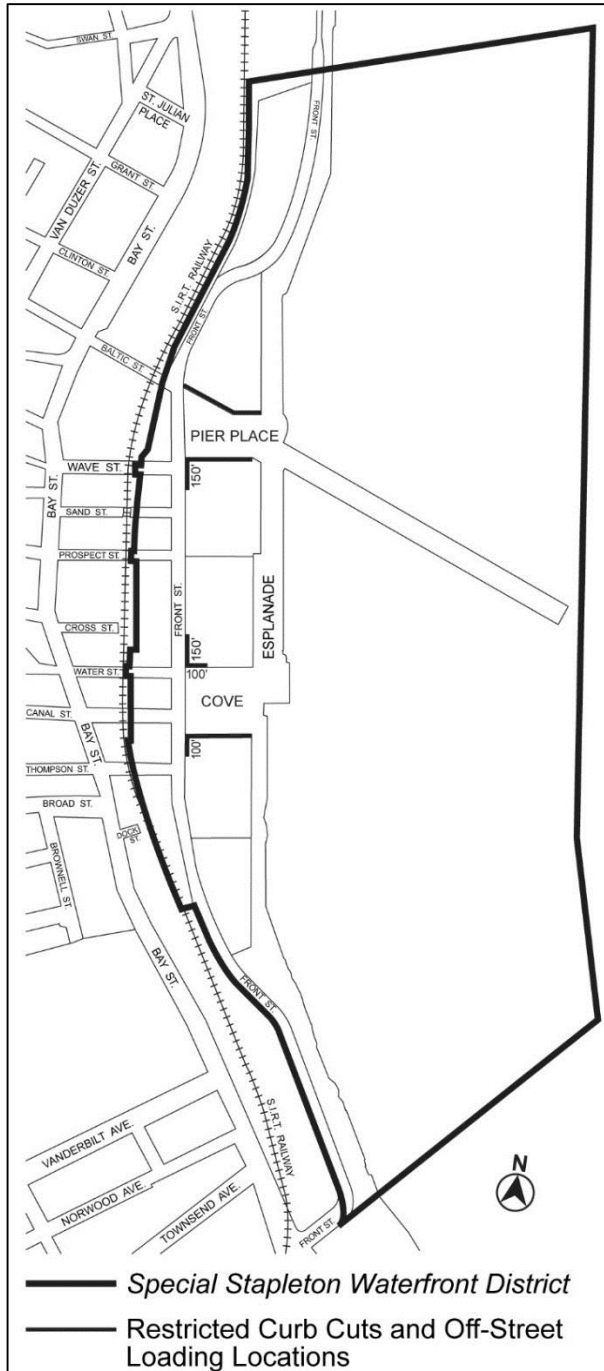 SWAN ST.
ST. JULIAN
PLACE
FRONT ST.
GRANT ST.
VAN DUZER ST.
BAY ST.
CLINTON ST.
S.I.R.T. RAILWAY
FRONT ST.
BALTIC ST.
PIER PLACE
WAVE ST.
150'
BAY ST.
SAND ST.
PROSPECT ST.
FRONT ST.
ESPLANADE
CROSS ST.
150'
WATER ST.
100'
COVE
CANAL ST.
BAY ST.
100'
THOMPSON ST.
BROAD ST.
DOCK
ST.
BROWNELL ST.
BAY ST.
FRONT ST.
S.I.R.T. RAILWAY
VANDERBILT AVE.
NORWOOD AVE.
TOWNSEND AVE.
FRONT ST.
N
Special Stapleton Waterfront District
Restricted Curb Cuts and Off-Street
Loading Locations